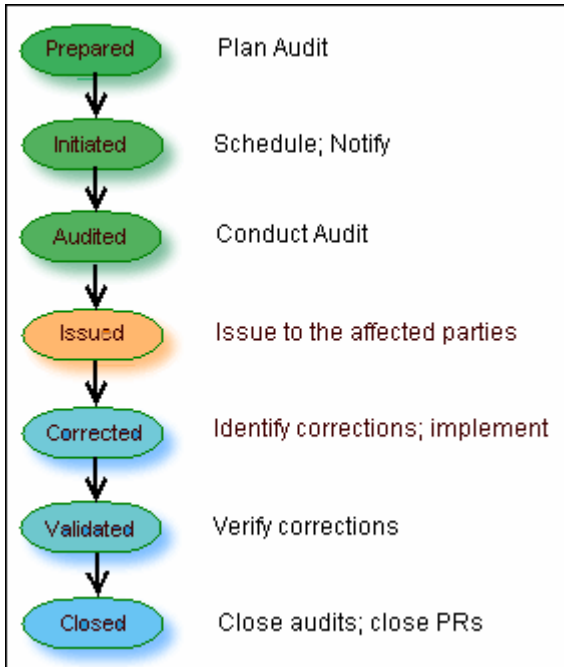 Prepared Plan Audit
Initiated Schedule; Notify
Audited Conduct Audit
Issued Issue to the affected parties
Corrected Identify corrections; implement
Validated Verify corrections
Closed Close audits; close PRs